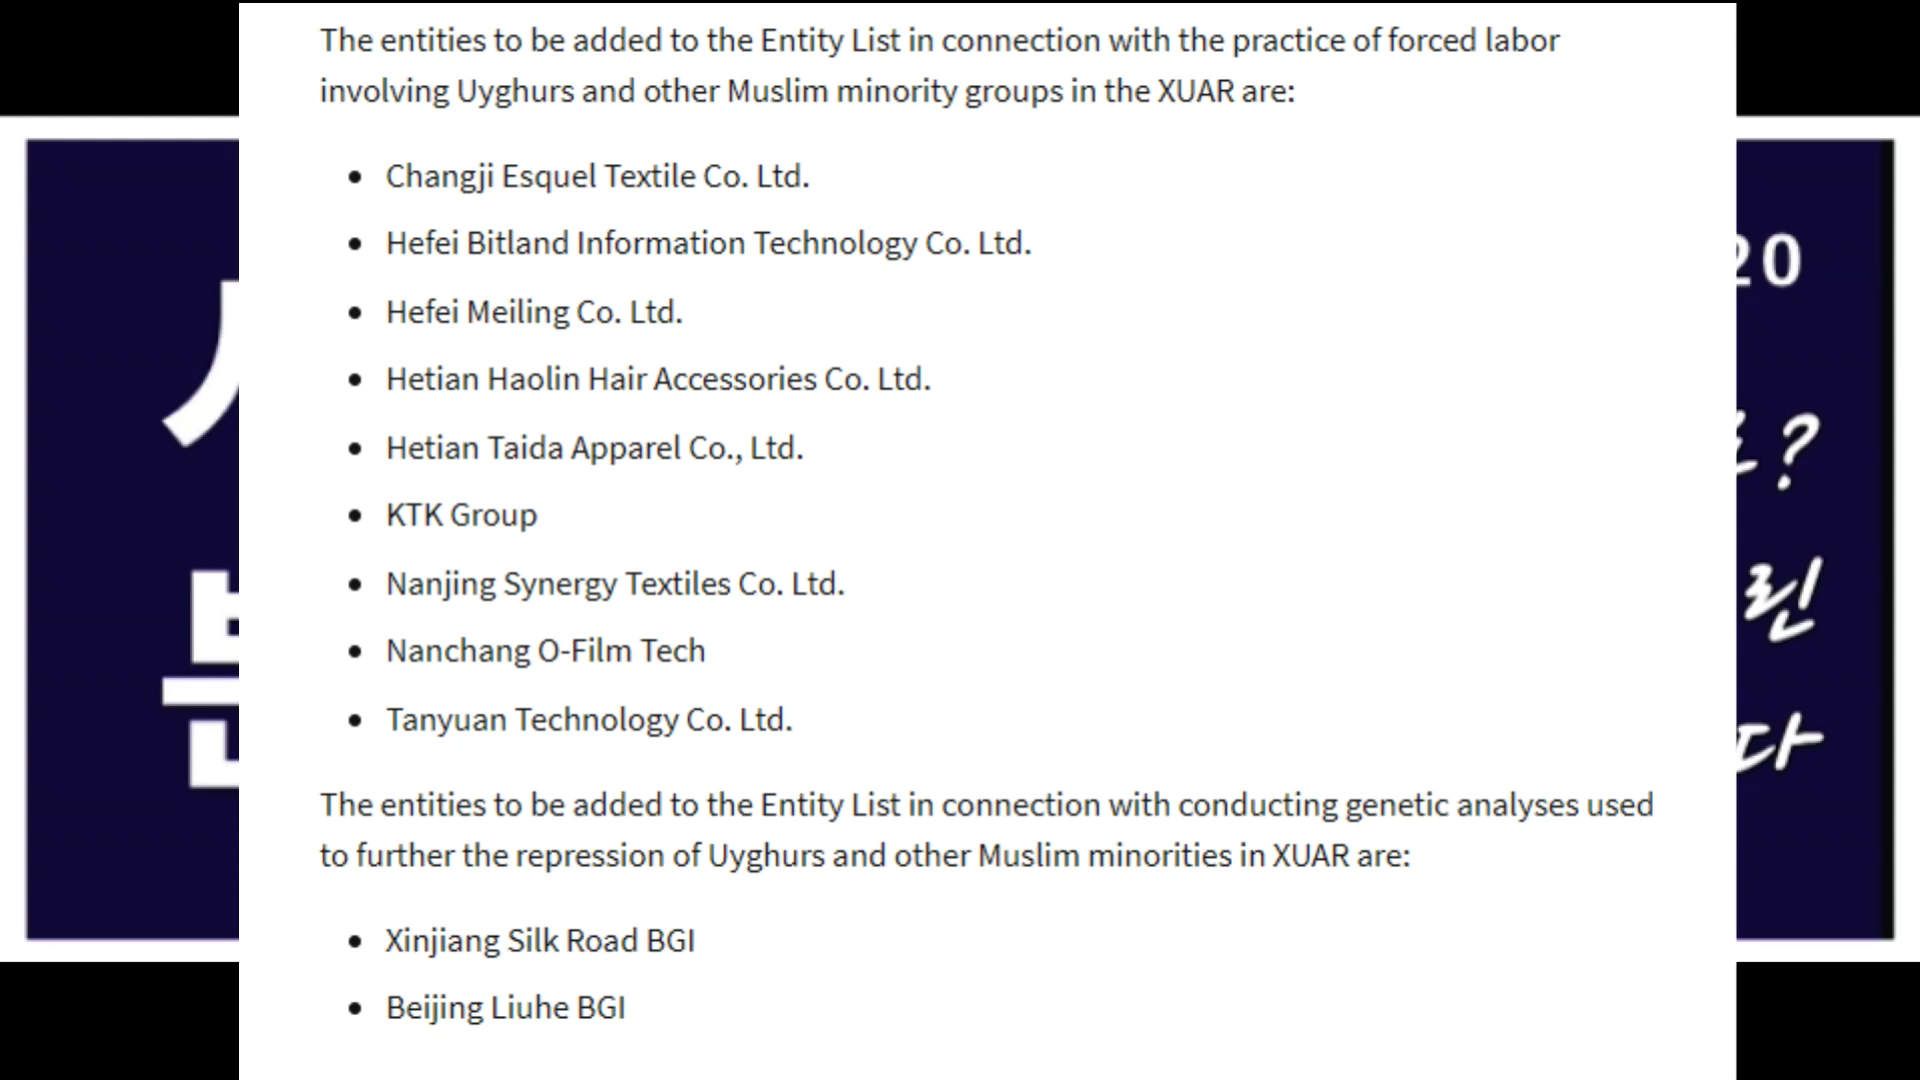 The entities to be added to the Entity List in connection with the practice of forced labor
involving Uyghurs and other Muslim minority groups in the XUAR are:
• Changji Esquel Textile Co. Ltd.
• Hefei Bitland Information Technology Co. Ltd.
• Hefei Meiling Co. Ltd.
• Hetian Haolin Hair Accessories Co. Ltd.
• Hetian Taida Apparel Co., Ltd.
• KTK Group
• Nanjing Synergy Textiles Co. Ltd.
• Nanchang O-Film Tech
• Tanyuan Technology Co. Ltd.
The entities to be added to the Entity List in connection with conducting genetic analyses used
to further the repression of Uyghurs and other Muslim minorities in XUAR are:
• Xinjiang Silk Road BGI
• Beijing Liuhe BGI
20
?
린
다